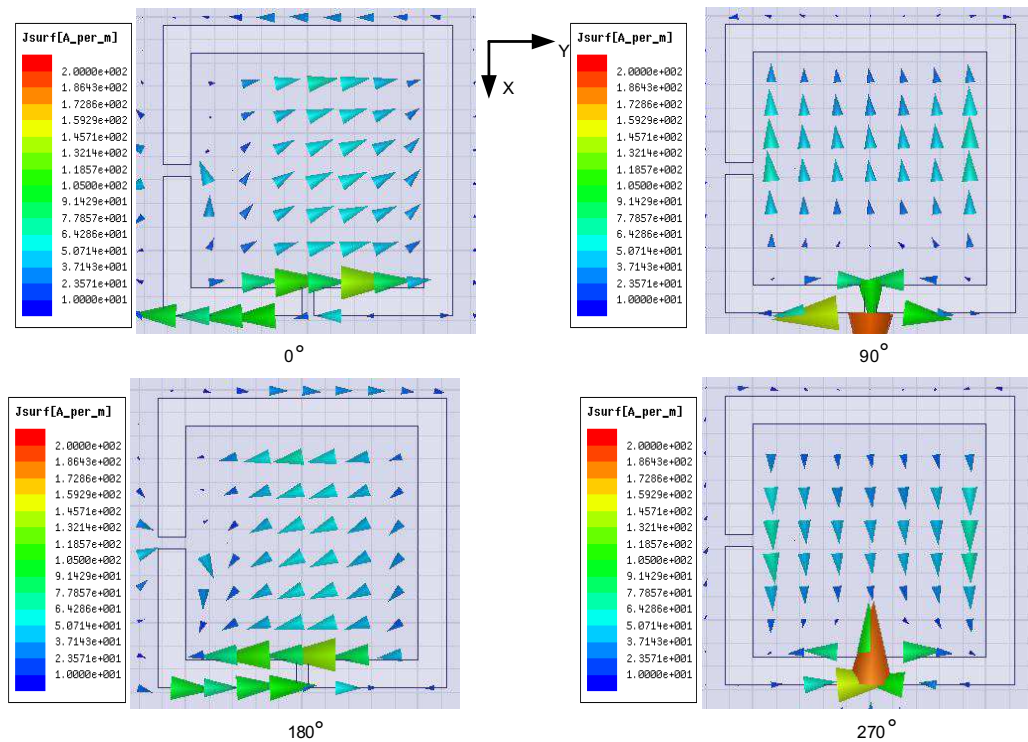 Jsurf[A_per_m]
2.0000e+002
1.8643e+002
1.7286e+002
1.5929e+002
1.4571e+002
1.3214e+002
1.1857e+002
1.0500e+002
9.1429e+001
7.7857e+001
6.4286e+001
5.0714e+001
3.7143e+001
2.3571e+001
1.0000e+001
0°
Y
X
Jsurf[A_per_m]
2.0000e+002
1.8643e+002
1.7286e+002
1.5929e+002
1.4571e+002
1.3214e+002
1.1857e+002
1.0500e+002
9.1429e+001
7.7857e+001
6.4286e+001
5.0714e+001
3.7143e+001
2.3571e+001
1.0000e+001
90°
Jsurf[A_per_m]
2.0000e+002
1.8643e+002
1.7286e+002
1.5929e+002
1.4571e+002
1.3214e+002
1.1857e+002
1.0500e+002
9.1429e+001
7.7857e+001
6.4286e+001
5.0714e+001
3.7143e+001
2.3571e+001
1.0000e+001
180°
Jsurf[A_per_m]
2.0000e+002
1.8643e+002
1.7286e+002
1.5929e+002
1.4571e+002
1.3214e+002
1.1857e+002
1.0500e+002
9.1429e+001
7.7857e+001
6.4286e+001
5.0714e+001
3.7143e+001
2.3571e+001
1.0000e+001
270°